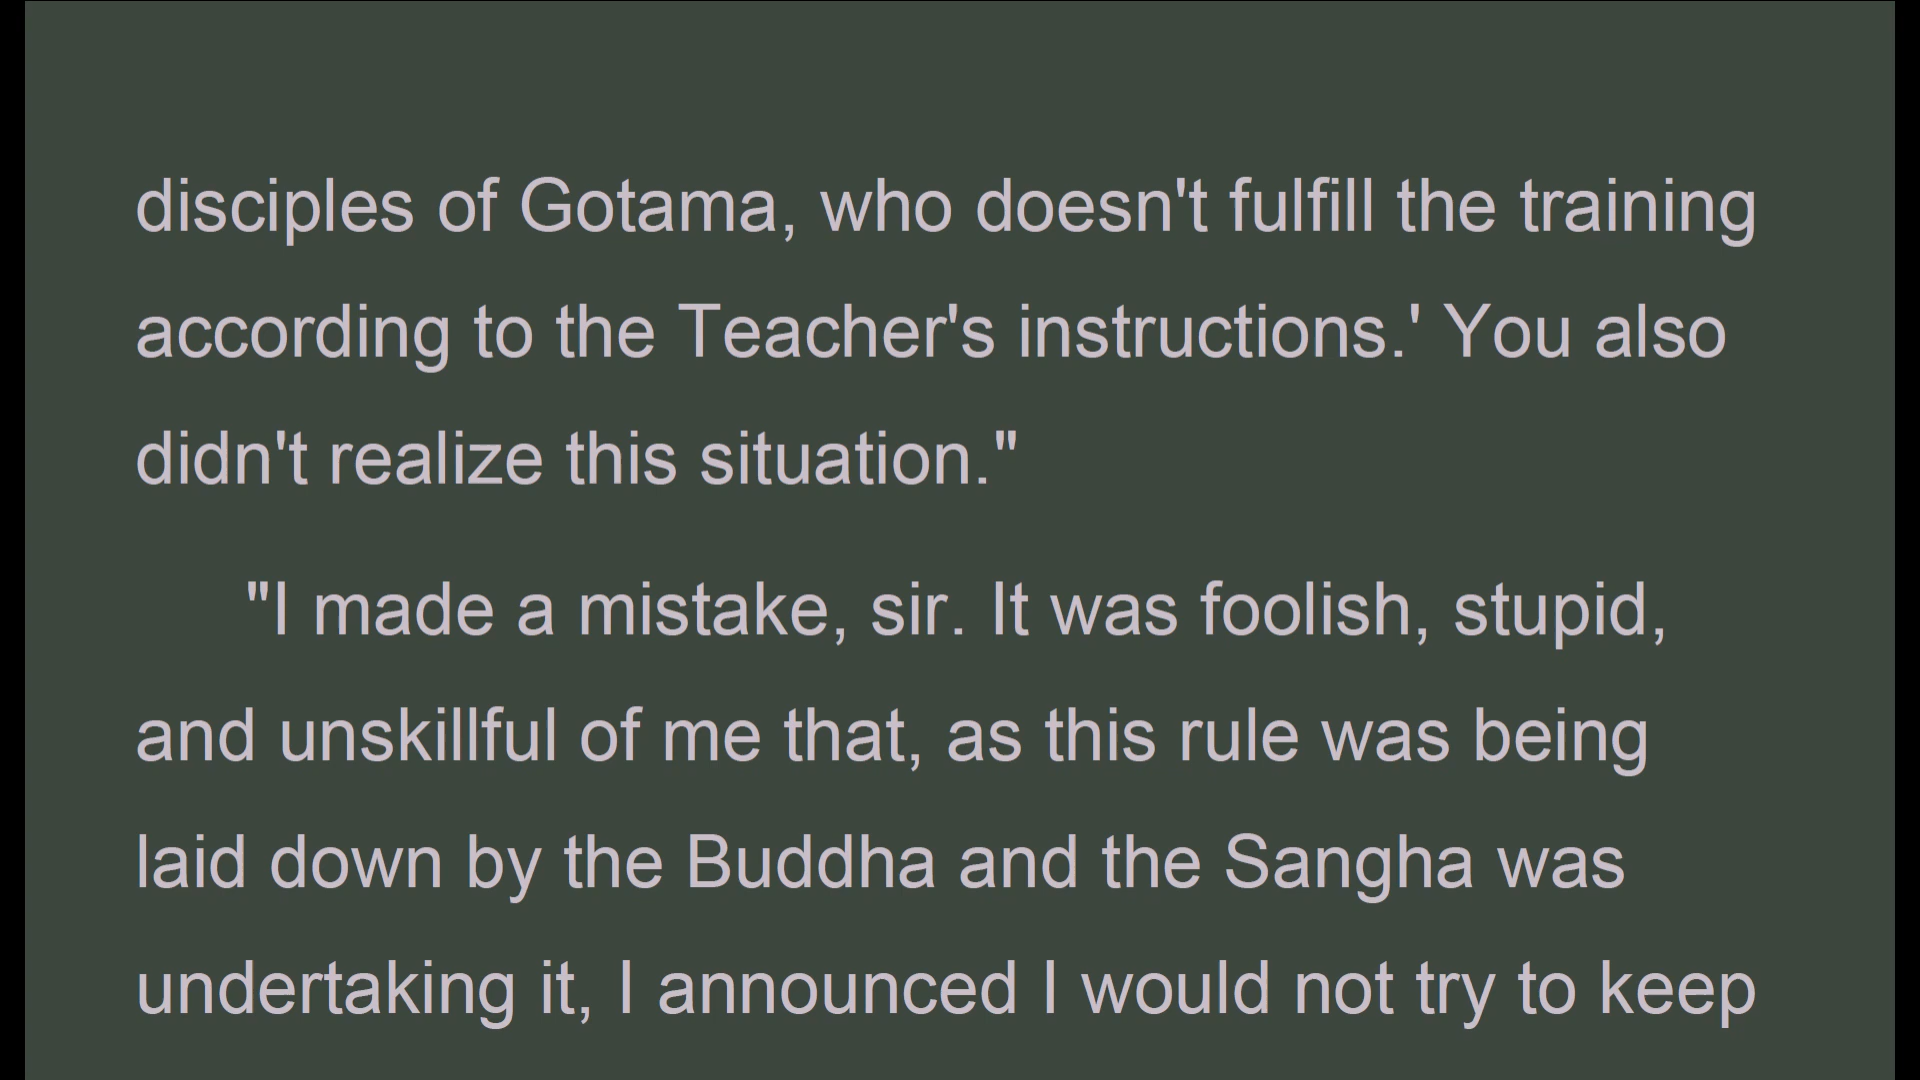 disciples of Gotama, who doesn't fulfill the training
according to the Teacher's instructions.' You also
didn't realize this situation."
"I made a mistake, sir. It was foolish, stupid,
and unskillful of me that, as this rule was being
laid down by the Buddha and the Sangha was
undertaking it, I announced I would not try to keep